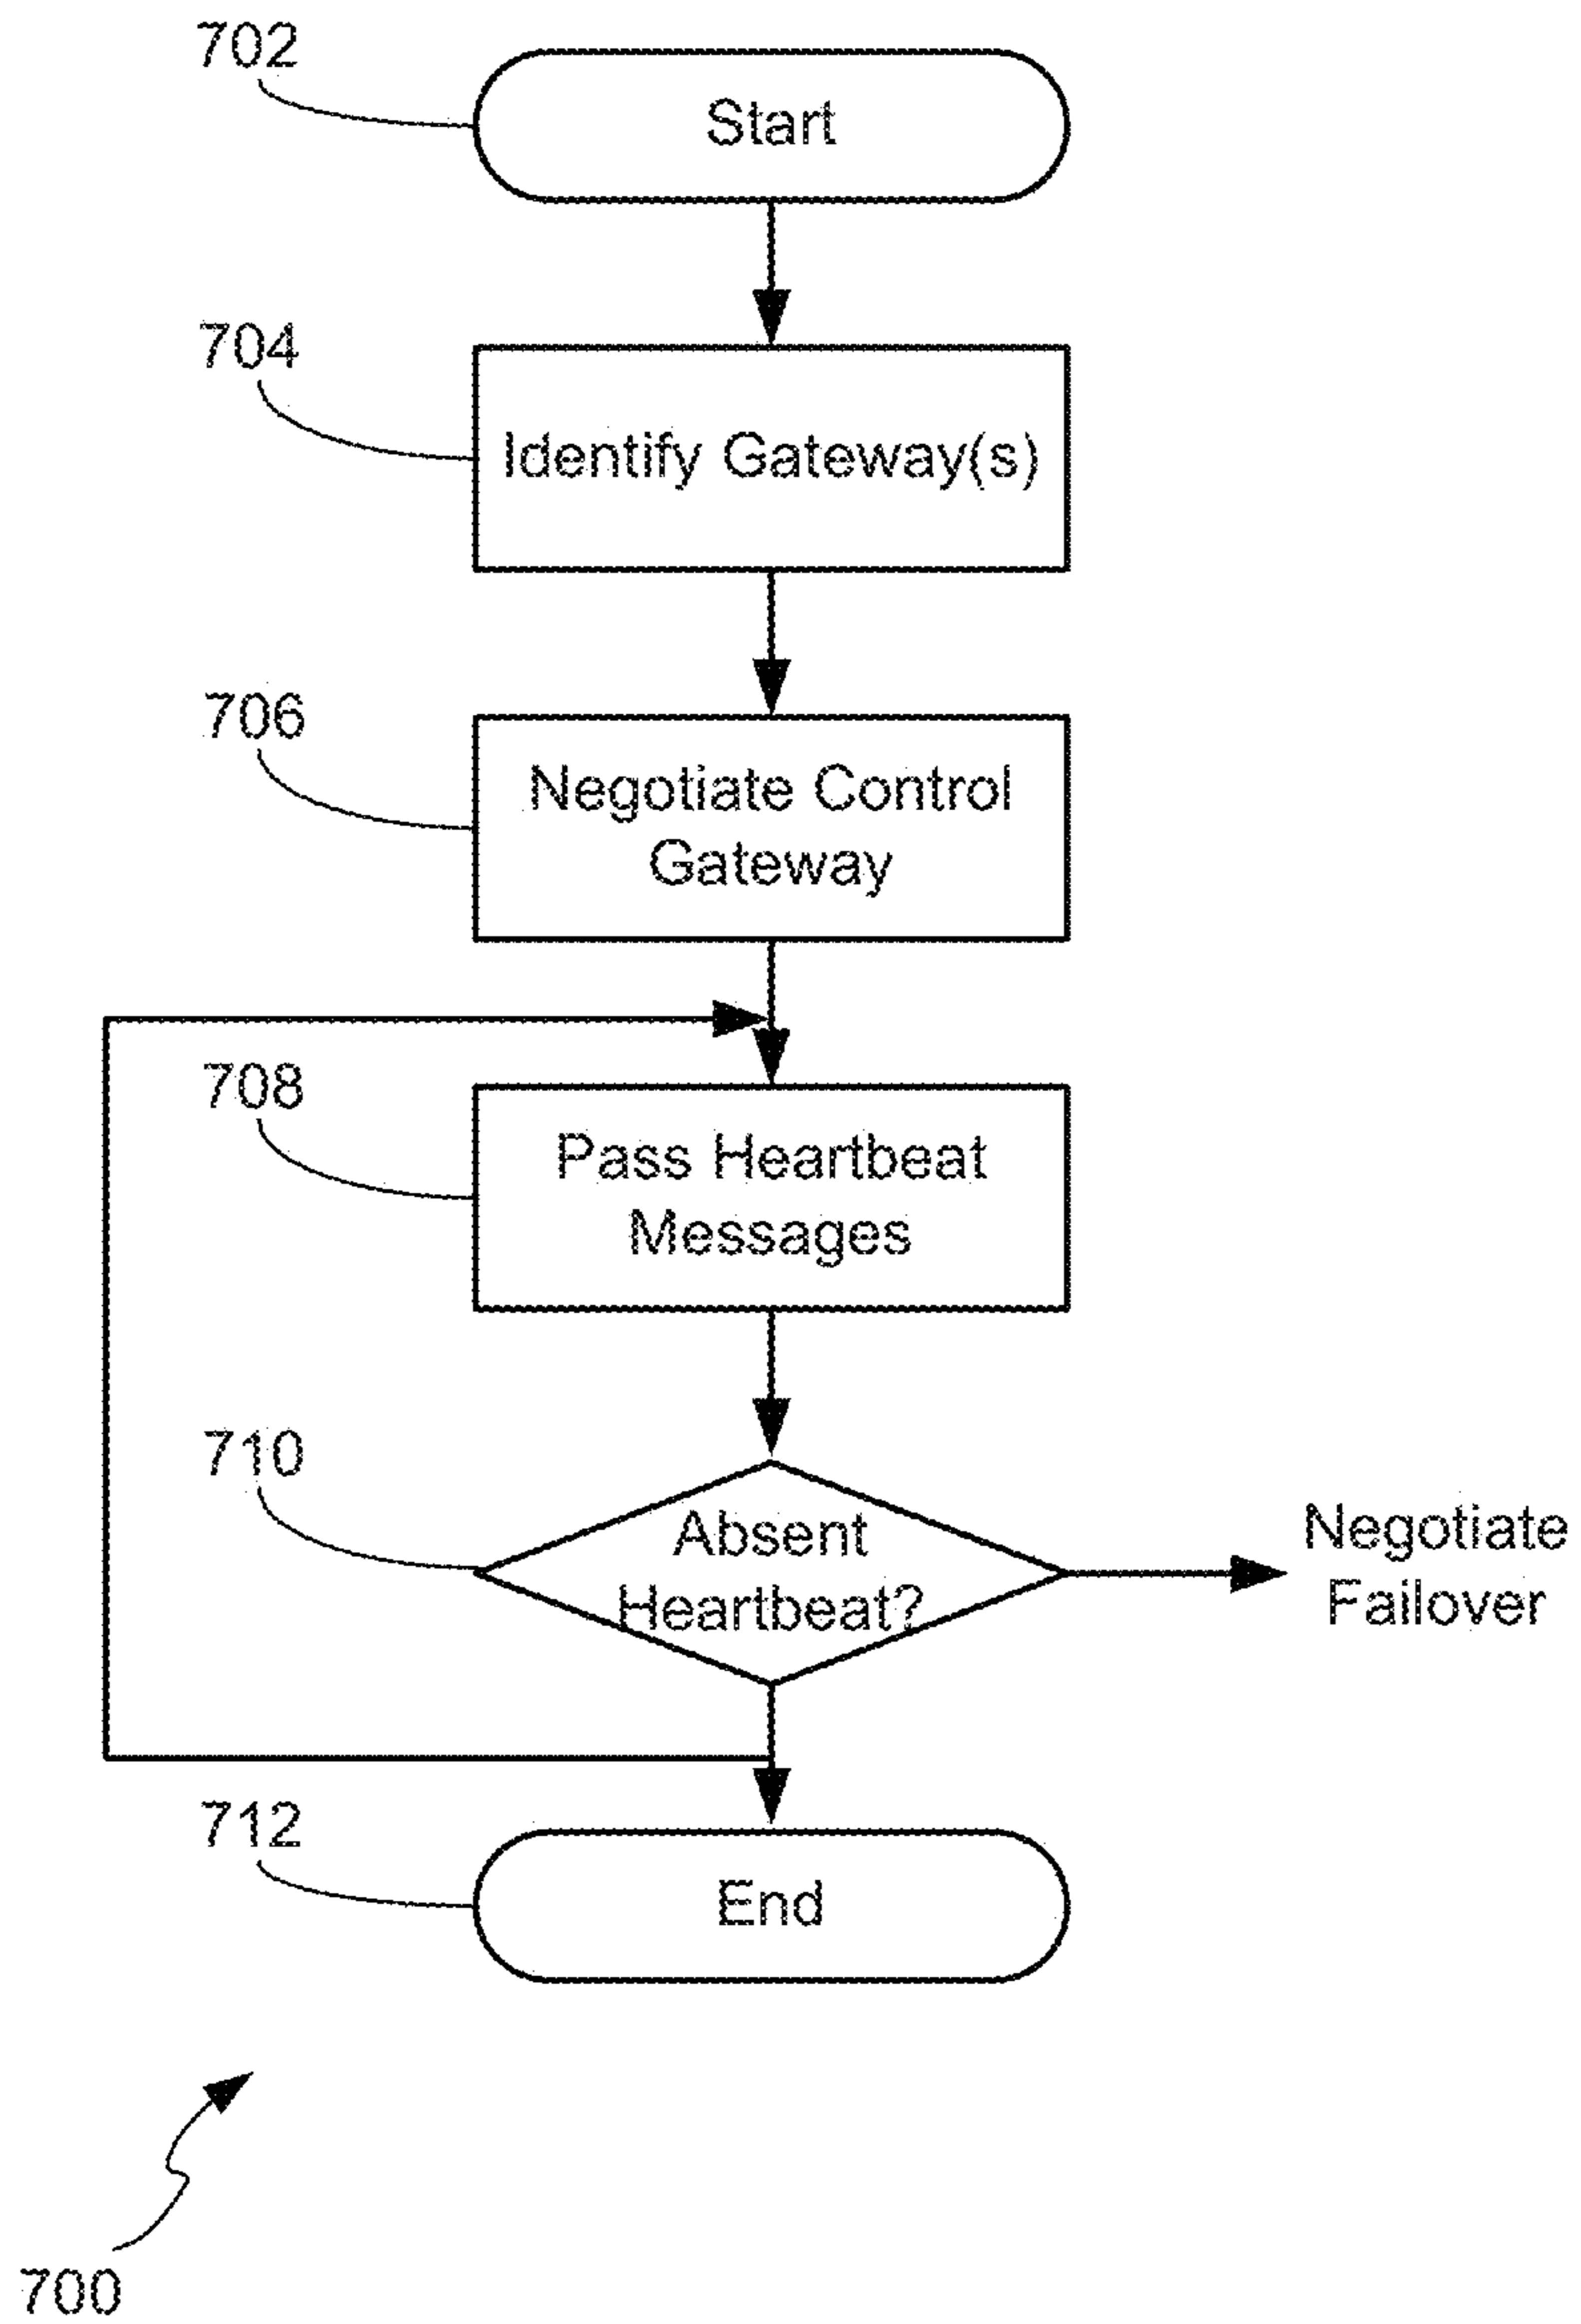 702
Start
704
Identify Gateway(s)
706
Negotiate Control
Gateway
708
Pass Heartbeat
Messages
710
Absent
Heartbeat?
Negotiate
Failover
712
End
700